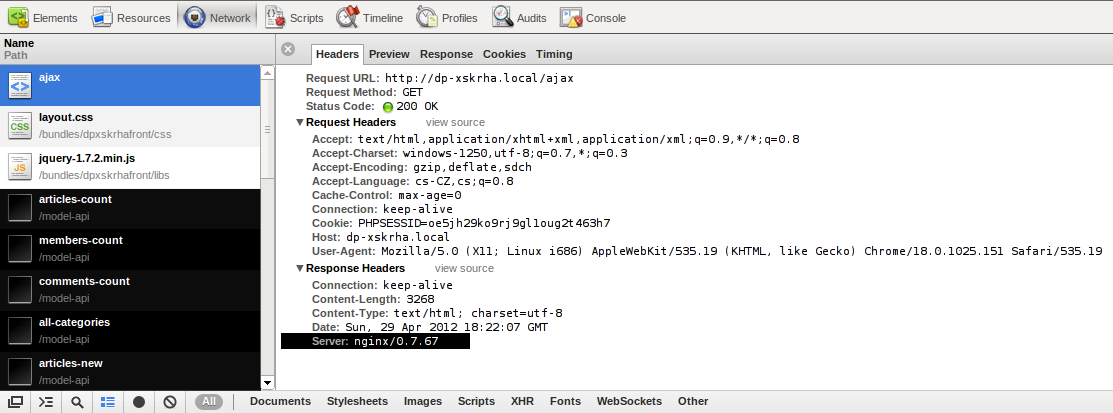 Elements Resources Network Scripts Timeline Profiles Audits Console
Name
Path
ajax
layout.css
/bundles/dpxskrhafront/css
jquery-1.7.2.min.js
/bundles/dpxskrhafront/libs
articles-count
/model-api
members-count
/model-api
comments-count
/model-api
all-categories
/model-api
articles-new
/model-api
Headers Preview Response Cookies Timing
Request URL: http://dp-xskrha.local/ajax
Request Method: GET
Status Code: 200 OK
Request Headers view source
Accept: text/html,application/xhtml+xml,application/xml;q=0.9,*/*;q=0.8
Accept-Charset: windows-1250,utf-8;q=0.7,*;q=0.3
Accept-Encoding: gzip,deflate,sdch
Accept-Language: cs-CZ,cs;q=0.8
Cache-Control: max-age=0
Connection: keep-alive
Cookie: PHPSESSID=oe5jh29ko9rj9gl1oug2t463h7
Host: dp-xskrha.local
User-Agent: Mozilla/5.0 (X11; Linux i686) AppleWebKit/535.19 (KHTML, like Gecko) Chrome/18.0.1025.151 Safari/535.19
Response Headers view source
Connection: keep-alive
Content-Length: 3268
Content-Type: text/html; charset=utf-8
Date: Sun, 29 Apr 2012 18:22:07 GMT
Server: nginx/0.7.67
All Documents Stylesheets Images Scripts XHR Fonts WebSockets Other